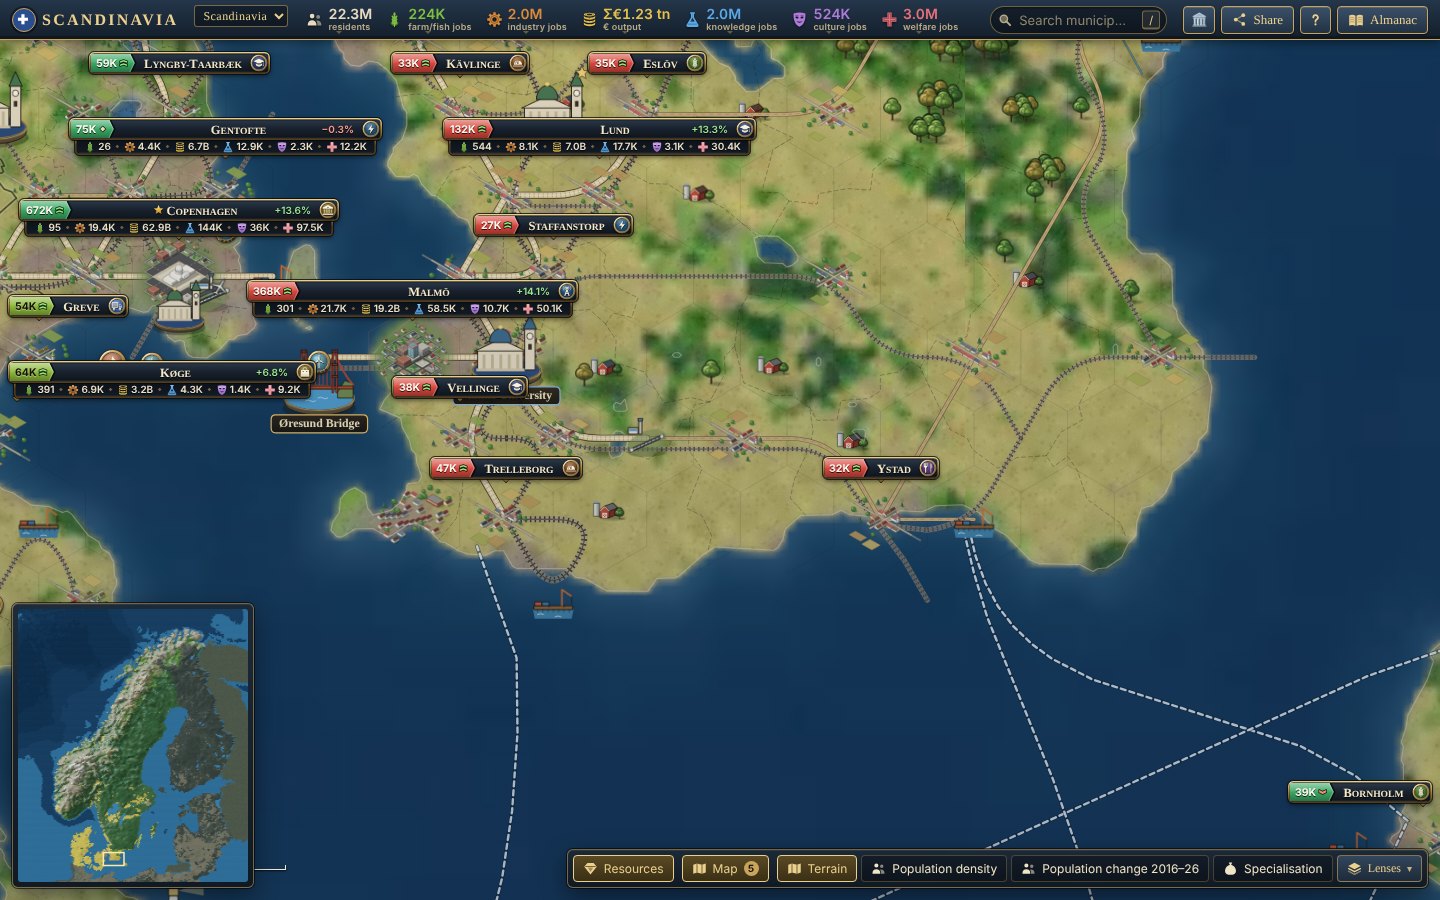 SCANDINAVIA
Scandinavia
22.3M
residents
224K
farm/fish jobs
2.0M
industry jobs
Σ€1.23 tn
€ output
2.0M
knowledge jobs
524K
culture jobs
3.0M
welfare jobs
Search municip...
/
Share
?
Almanac
59K
Lyngby-Taarbæk
33K
Kävlinge
35K
Eslöv
75K
Gentofte
−0.3%
26 • 4.4K • 6.7B • 12.9K • 2.3K • 12.2K
132K
Lund
+13.3%
544 • 8.1K • 7.0B • 17.7K • 3.1K • 30.4K
672K
Copenhagen
+13.6%
95 • 19.4K • 62.9B • 144K • 36K • 97.5K
27K
Staffanstorp
368K
Malmö
+14.1%
301 • 21.7K • 19.2B • 58.5K • 10.7K • 50.1K
54K
Greve
64K
Køge
+6.8%
391 • 6.9K • 3.2B • 4.3K • 1.4K • 9.2K
38K
Vellinge
rsity
Øresund Bridge
47K
Trelleborg
32K
Ystad
39K
Bornholm
Resources
Map 5
Terrain
Population density
Population change 2016–26
Specialisation
Lenses